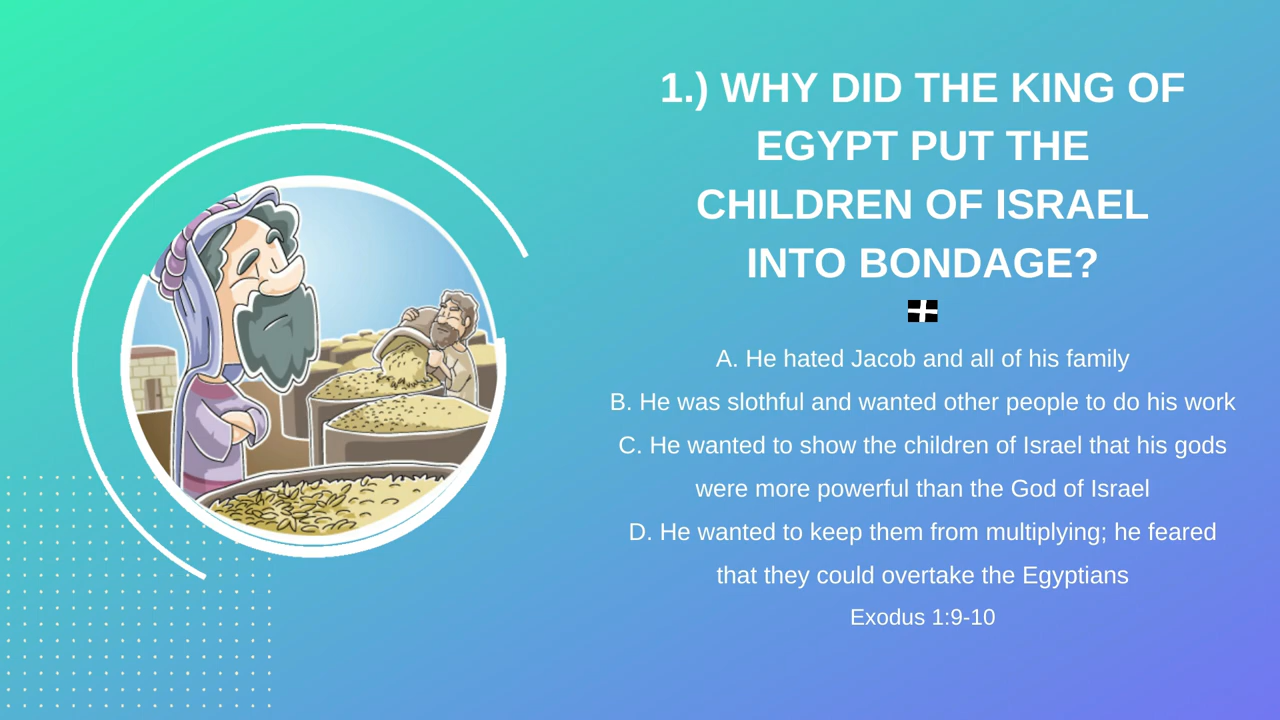 1.) WHY DID THE KING OF
EGYPT PUT THE
CHILDREN OF ISRAEL
INTO BONDAGE?
A. He hated Jacob and all of his family
B. He was slothful and wanted other people to do his work
C. He wanted to show the children of Israel that his gods
were more powerful than the God of Israel
D. He wanted to keep them from multiplying; he feared
that they could overtake the Egyptians
Exodus 1:9-10